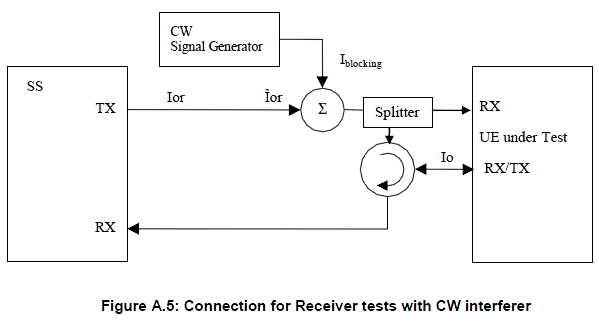 CW
Signal Generator
I blocking
SS
TX
Ior
Îor
Σ
Splitter
RX
UE under Test
Io
RX/TX
RX
Figure A.5: Connection for Receiver tests with CW interferer